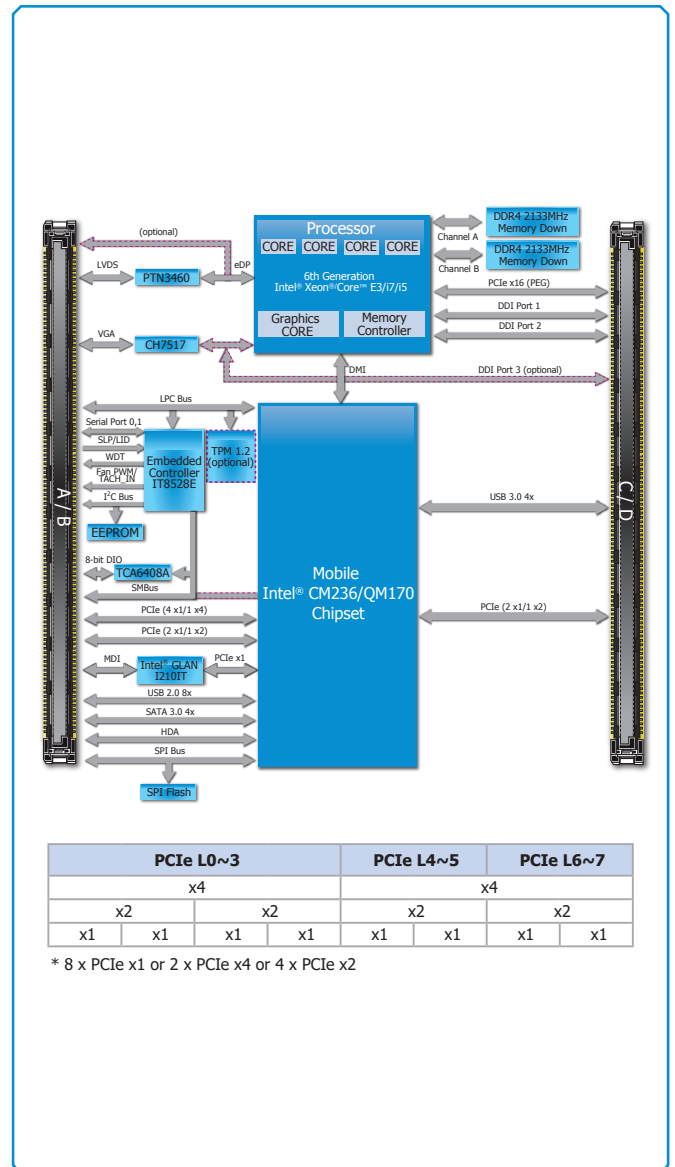 Processor
CORE CORE CORE CORE
6th Generation
Intel® Xeon®/Core™ E3/i7/i5
Graphics
CORE
Memory
Controller
DDR4 2133MHz
Memory Down
Channel A
DDR4 2133MHz
Memory Down
Channel B
(optional)
LVDS
PTN3460
eDP
PCIe x16 (PEG)
DDI Port 1
DDI Port 2
VGA
CH7517
DMI
DDI Port 3 (optional)
LPC Bus
Serial Port 0,1
SLP/LID
WDT
Fan PWM/
TACH_IN
I²C Bus
Embedded
Controller
IT8528E
TPM 1.2
(optional)
EEPROM
A / B
C / D
USB 3.0 4x
8-bit DIO
TCA6408A
SMBus
Mobile
Intel® CM236/QM170
Chipset
PCIe (4 x1/1 x4)
PCIe (2 x1/1 x2)
PCIe (2 x1/1 x2)
MDI
Intel® GLAN
I210IT
PCIe x1
USB 2.0 8x
SATA 3.0 4x
HDA
SPI Bus
SPI Flash
PCIe L0~3 PCIe L4~5 PCIe L6~7
x4 x4
x2 x2 x2 x2
x1 x1 x1 x1 x1 x1 x1 x1
* 8 x PCIe x1 or 2 x PCIe x4 or 4 x PCIe x2